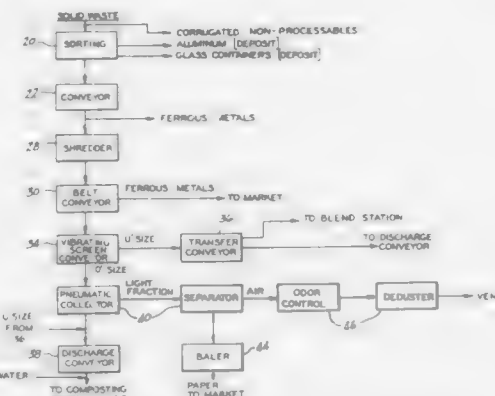 SOLID WASTE
CORRUGATED NON-PROCESSABLES
20
SORTING
ALUMINUM [DEPOSIT]
GLASS CONTAINERS [DEPOSIT]
22
CONVEYOR
FERROUS METALS
28
SHREDDER
30
BELT
CONVEYOR
FERROUS METALS
TO MARKET
34
VIBRATING
SCREEN
CONVEYOR
U' SIZE
36
TRANSFER
CONVEYOR
TO BLEND STATION
TO DISCHARGE
CONVEYOR
O' SIZE
PNEUMATIC
COLLECTOR
LIGHT
FRACTION
40
SEPARATOR
AIR
ODOR
CONTROL
46
DEDUSTER
VEN
U SIZE
FROM
36
38
DISCHARGE
CONVEYOR
BALER
44
WATER
TO COMPOSTING
PAPER
TO MARKET